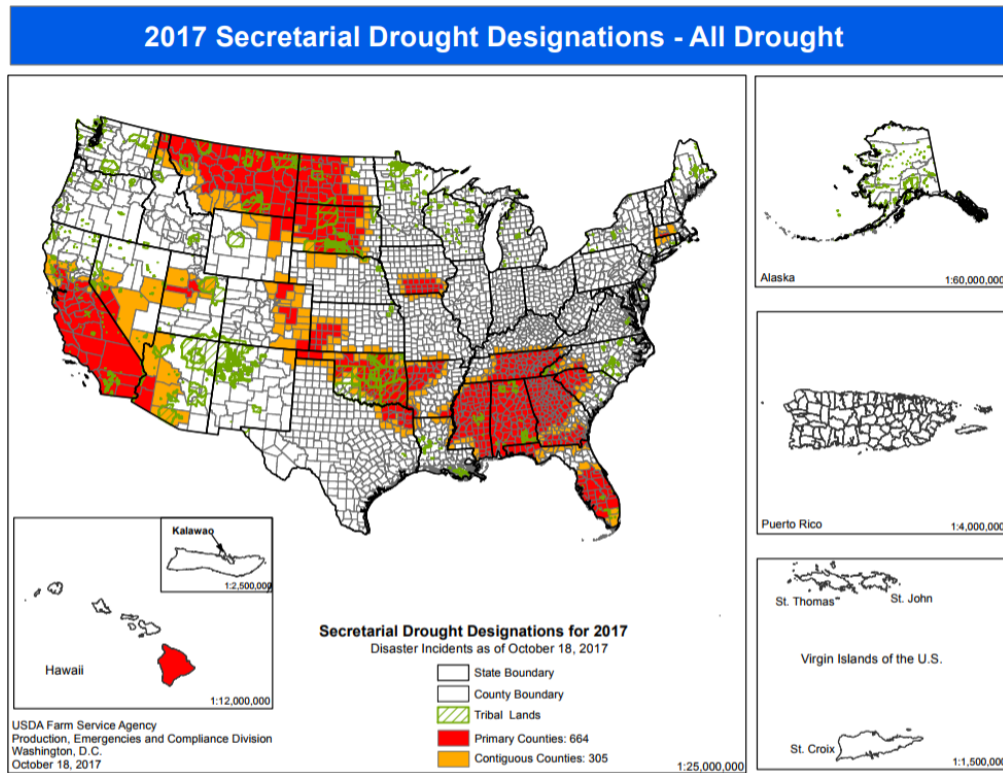 2017 Secretarial Drought Designations - All Drought
Alaska
1:60,000,000
Puerto Rico
1:4,000,000
Kalawao
1:2,500,000
Hawaii
1:12,000,000
St. Thomas
St. John
Virgin Islands of the U.S.
St. Croix
1:1,500,000
Secretarial Drought Designations for 2017
Disaster Incidents as of October 18, 2017
State Boundary
County Boundary
Tribal Lands
Primary Counties: 664
Contiguous Counties: 305
1:25,000,000
USDA Farm Service Agency
Production, Emergencies and Compliance Division
Washington, D.C.
October 18, 2017